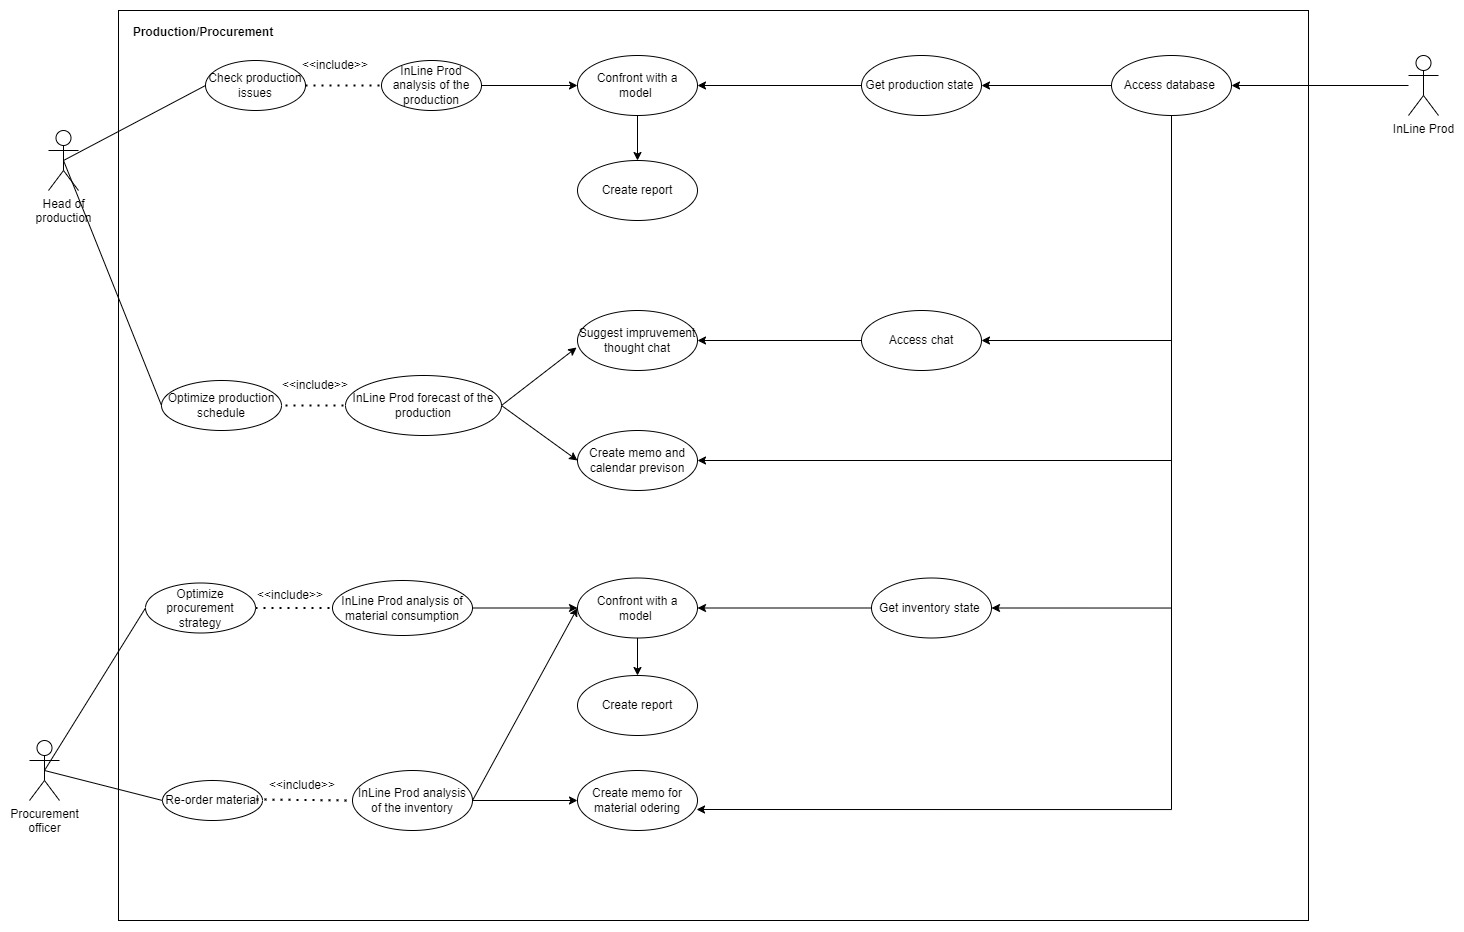 Production/Procurement
Check production
issues
<<include>>
InLine Prod
analysis of the
production
Confront with a
model
Get production state
Access database
InLine Prod
Head of
production
Create report
Suggest impruvement
thought chat
Access chat
Optimize production
schedule
<<include>>
InLine Prod forecast of the
production
Create memo and
calendar previson
Optimize
procurement
strategy
<<include>>
InLine Prod analysis of
material consumption
Confront with a
model
Get inventory state
Create report
Procurement
officer
Re-order material
<<include>>
InLine Prod analysis
of the inventory
Create memo for
material odering